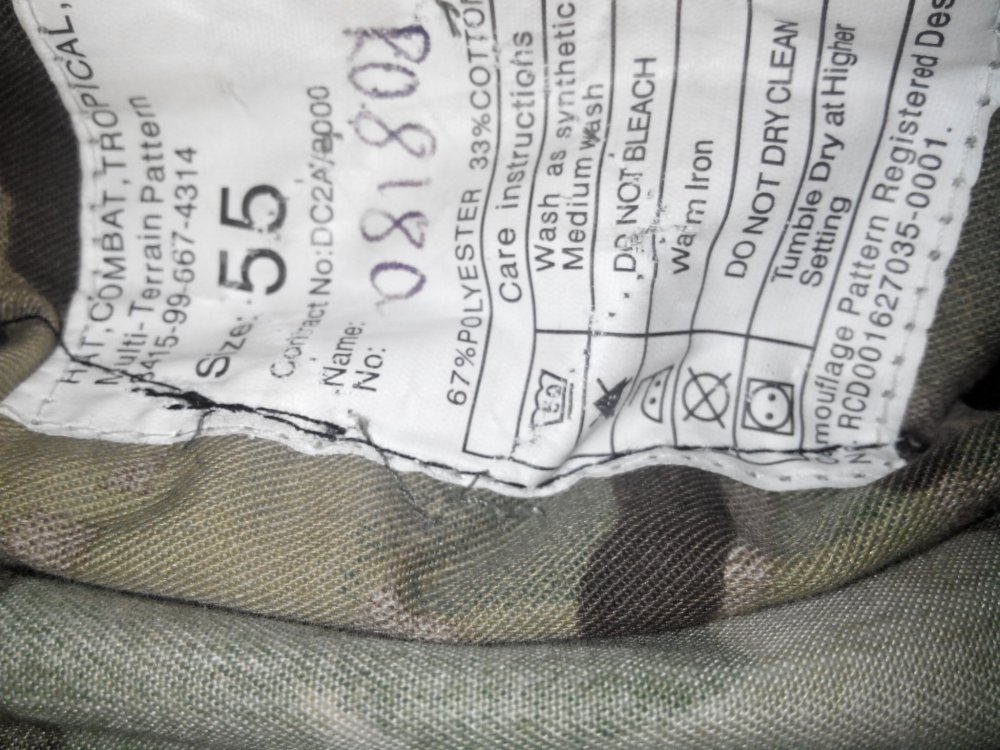 HAT,COMBAT,TROPICAL,
Multi-Terrain Pattern
8415-99-667-4314
Size: 55
Contract No:DC2A/2000
Name:
No:
67%POLYESTER 33%COTTON
Care instructions
Wash as synthetic
Medium wash
DO NOT BLEACH
Warm Iron
DO NOT DRY CLEAN
Tumble Dry at Higher
Setting
mouflage Pattern Registered Des
RCD001627035-0001.